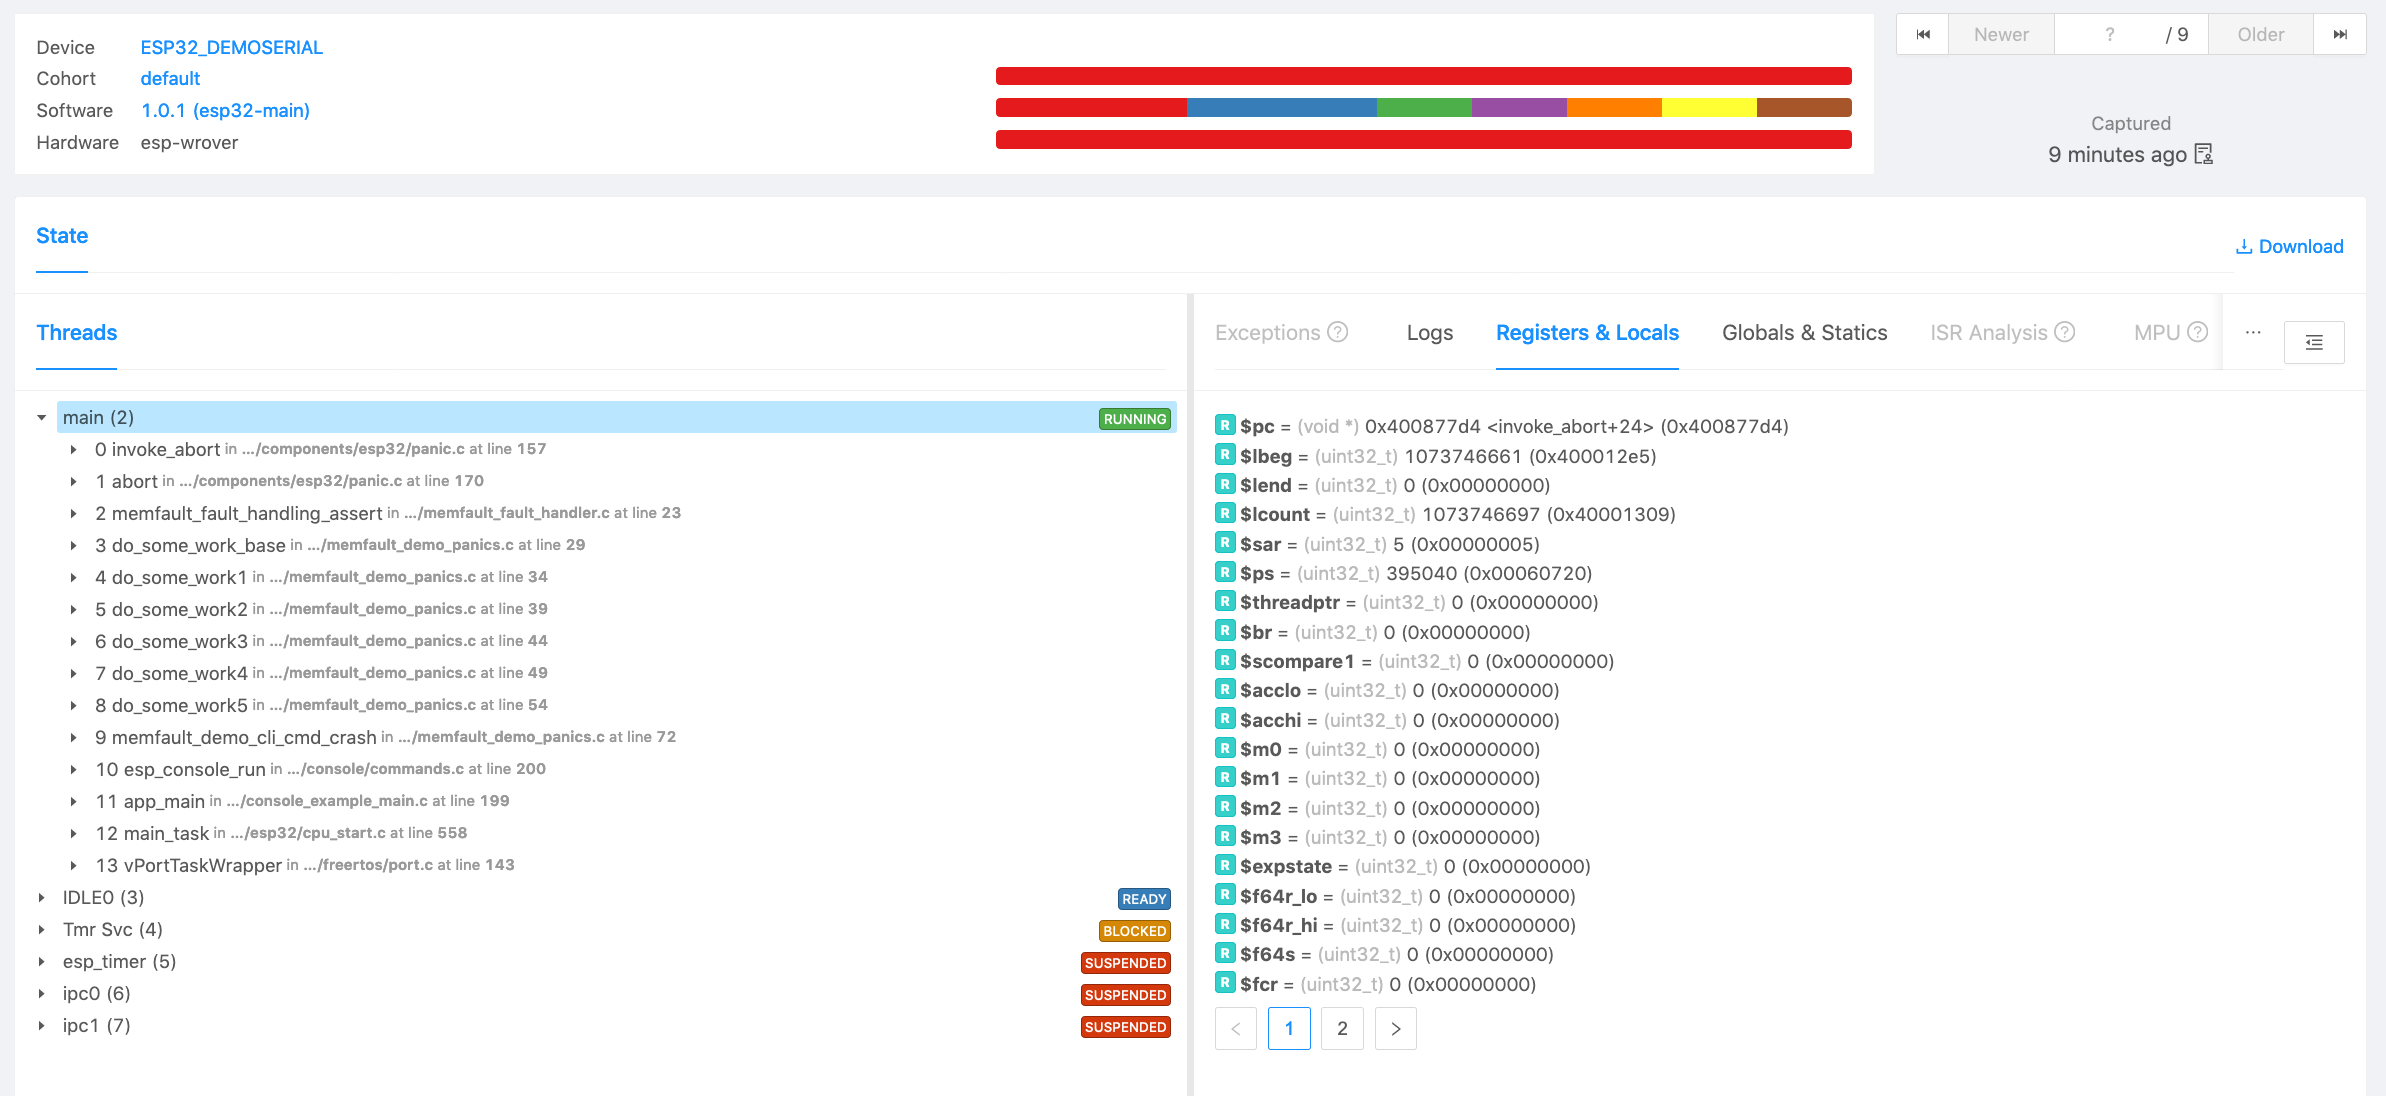 Device ESP32_DEMOSERIAL
Cohort default
Software 1.0.1 (esp32-main)
Hardware esp-wrover
Newer ? / 9 Older
Captured
9 minutes ago
State
Download
Threads
main (2) RUNNING
0 invoke_abort in .../components/esp32/panic.c at line 157
1 abort in .../components/esp32/panic.c at line 170
2 memfault_fault_handling_assert in .../memfault_fault_handler.c at line 23
3 do_some_work_base in .../memfault_demo_panics.c at line 29
4 do_some_work1 in .../memfault_demo_panics.c at line 34
5 do_some_work2 in .../memfault_demo_panics.c at line 39
6 do_some_work3 in .../memfault_demo_panics.c at line 44
7 do_some_work4 in .../memfault_demo_panics.c at line 49
8 do_some_work5 in .../memfault_demo_panics.c at line 54
9 memfault_demo_cli_cmd_crash in .../memfault_demo_panics.c at line 72
10 esp_console_run in .../console/commands.c at line 200
11 app_main in .../console_example_main.c at line 199
12 main_task in .../esp32/cpu_start.c at line 558
13 vPortTaskWrapper in .../freertos/port.c at line 143
IDLE0 (3) READY
Tmr Svc (4) BLOCKED
esp_timer (5) SUSPENDED
ipc0 (6) SUSPENDED
ipc1 (7) SUSPENDED
Exceptions ? Logs Registers & Locals Globals & Statics ISR Analysis ? MPU ? ...
R $pc = (void *) 0x400877d4 <invoke_abort+24> (0x400877d4)
R $lbeg = (uint32_t) 1073746661 (0x400012e5)
R $lend = (uint32_t) 0 (0x00000000)
R $lcount = (uint32_t) 1073746697 (0x40001309)
R $sar = (uint32_t) 5 (0x00000005)
R $ps = (uint32_t) 395040 (0x00060720)
R $threadptr = (uint32_t) 0 (0x00000000)
R $br = (uint32_t) 0 (0x00000000)
R $scompare1 = (uint32_t) 0 (0x00000000)
R $acclo = (uint32_t) 0 (0x00000000)
R $acchi = (uint32_t) 0 (0x00000000)
R $m0 = (uint32_t) 0 (0x00000000)
R $m1 = (uint32_t) 0 (0x00000000)
R $m2 = (uint32_t) 0 (0x00000000)
R $m3 = (uint32_t) 0 (0x00000000)
R $expstate = (uint32_t) 0 (0x00000000)
R $f64r_lo = (uint32_t) 0 (0x00000000)
R $f64r_hi = (uint32_t) 0 (0x00000000)
R $f64s = (uint32_t) 0 (0x00000000)
R $fcr = (uint32_t) 0 (0x00000000)
< 1 2 >